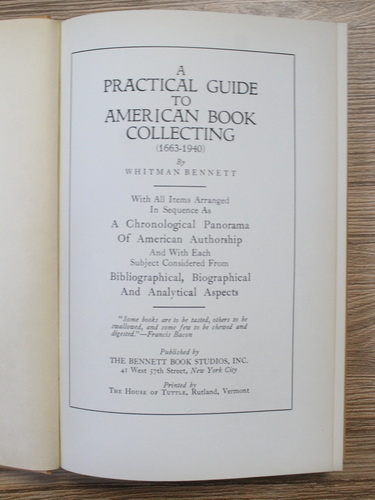 A
PRACTICAL GUIDE
TO
AMERICAN BOOK
COLLECTING
(1663-1940)
By
WHITMAN BENNETT
With All Items Arranged
In Sequence As
A Chronological Panorama
Of American Authorship
And With Each
Subject Considered From
Bibliographical, Biographical
And Analytical Aspects
"Some books are to be tasted, others to be
swallowed, and some few to be chewed and
digested."—Francis Bacon
Published by
THE BENNETT BOOK STUDIOS, INC.
41 West 57th Street, New York City
Printed by
THE HOUSE OF TUTTLE, Rutland, Vermont